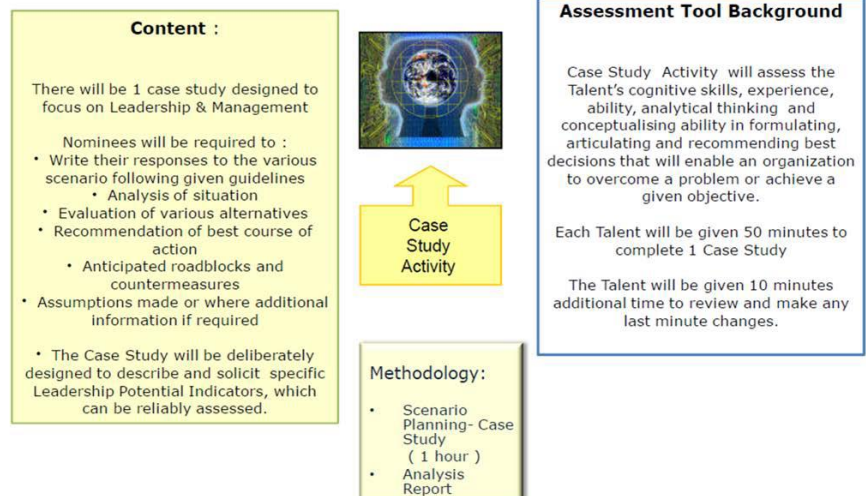 Content :
There will be 1 case study designed to
focus on Leadership & Management
Nominees will be required to :
• Write their responses to the various
scenario following given guidelines
• Analysis of situation
• Evaluation of various alternatives
• Recommendation of best course of
action
• Anticipated roadblocks and
countermeasures
• Assumptions made or where additional
information if required
• The Case Study will be deliberately
designed to describe and solicit specific
Leadership Potential Indicators, which
can be reliably assessed.
Case
Study
Activity
Methodology:
• Scenario
Planning- Case
Study
( 1 hour )
• Analysis
Report
Assessment Tool Background
Case Study Activity will assess the
Talent's cognitive skills, experience,
ability, analytical thinking and
conceptualising ability in formulating,
articulating and recommending best
decisions that will enable an organization
to overcome a problem or achieve a
given objective.
Each Talent will be given 50 minutes to
complete 1 Case Study
The Talent will be given 10 minutes
additional time to review and make any
last minute changes.